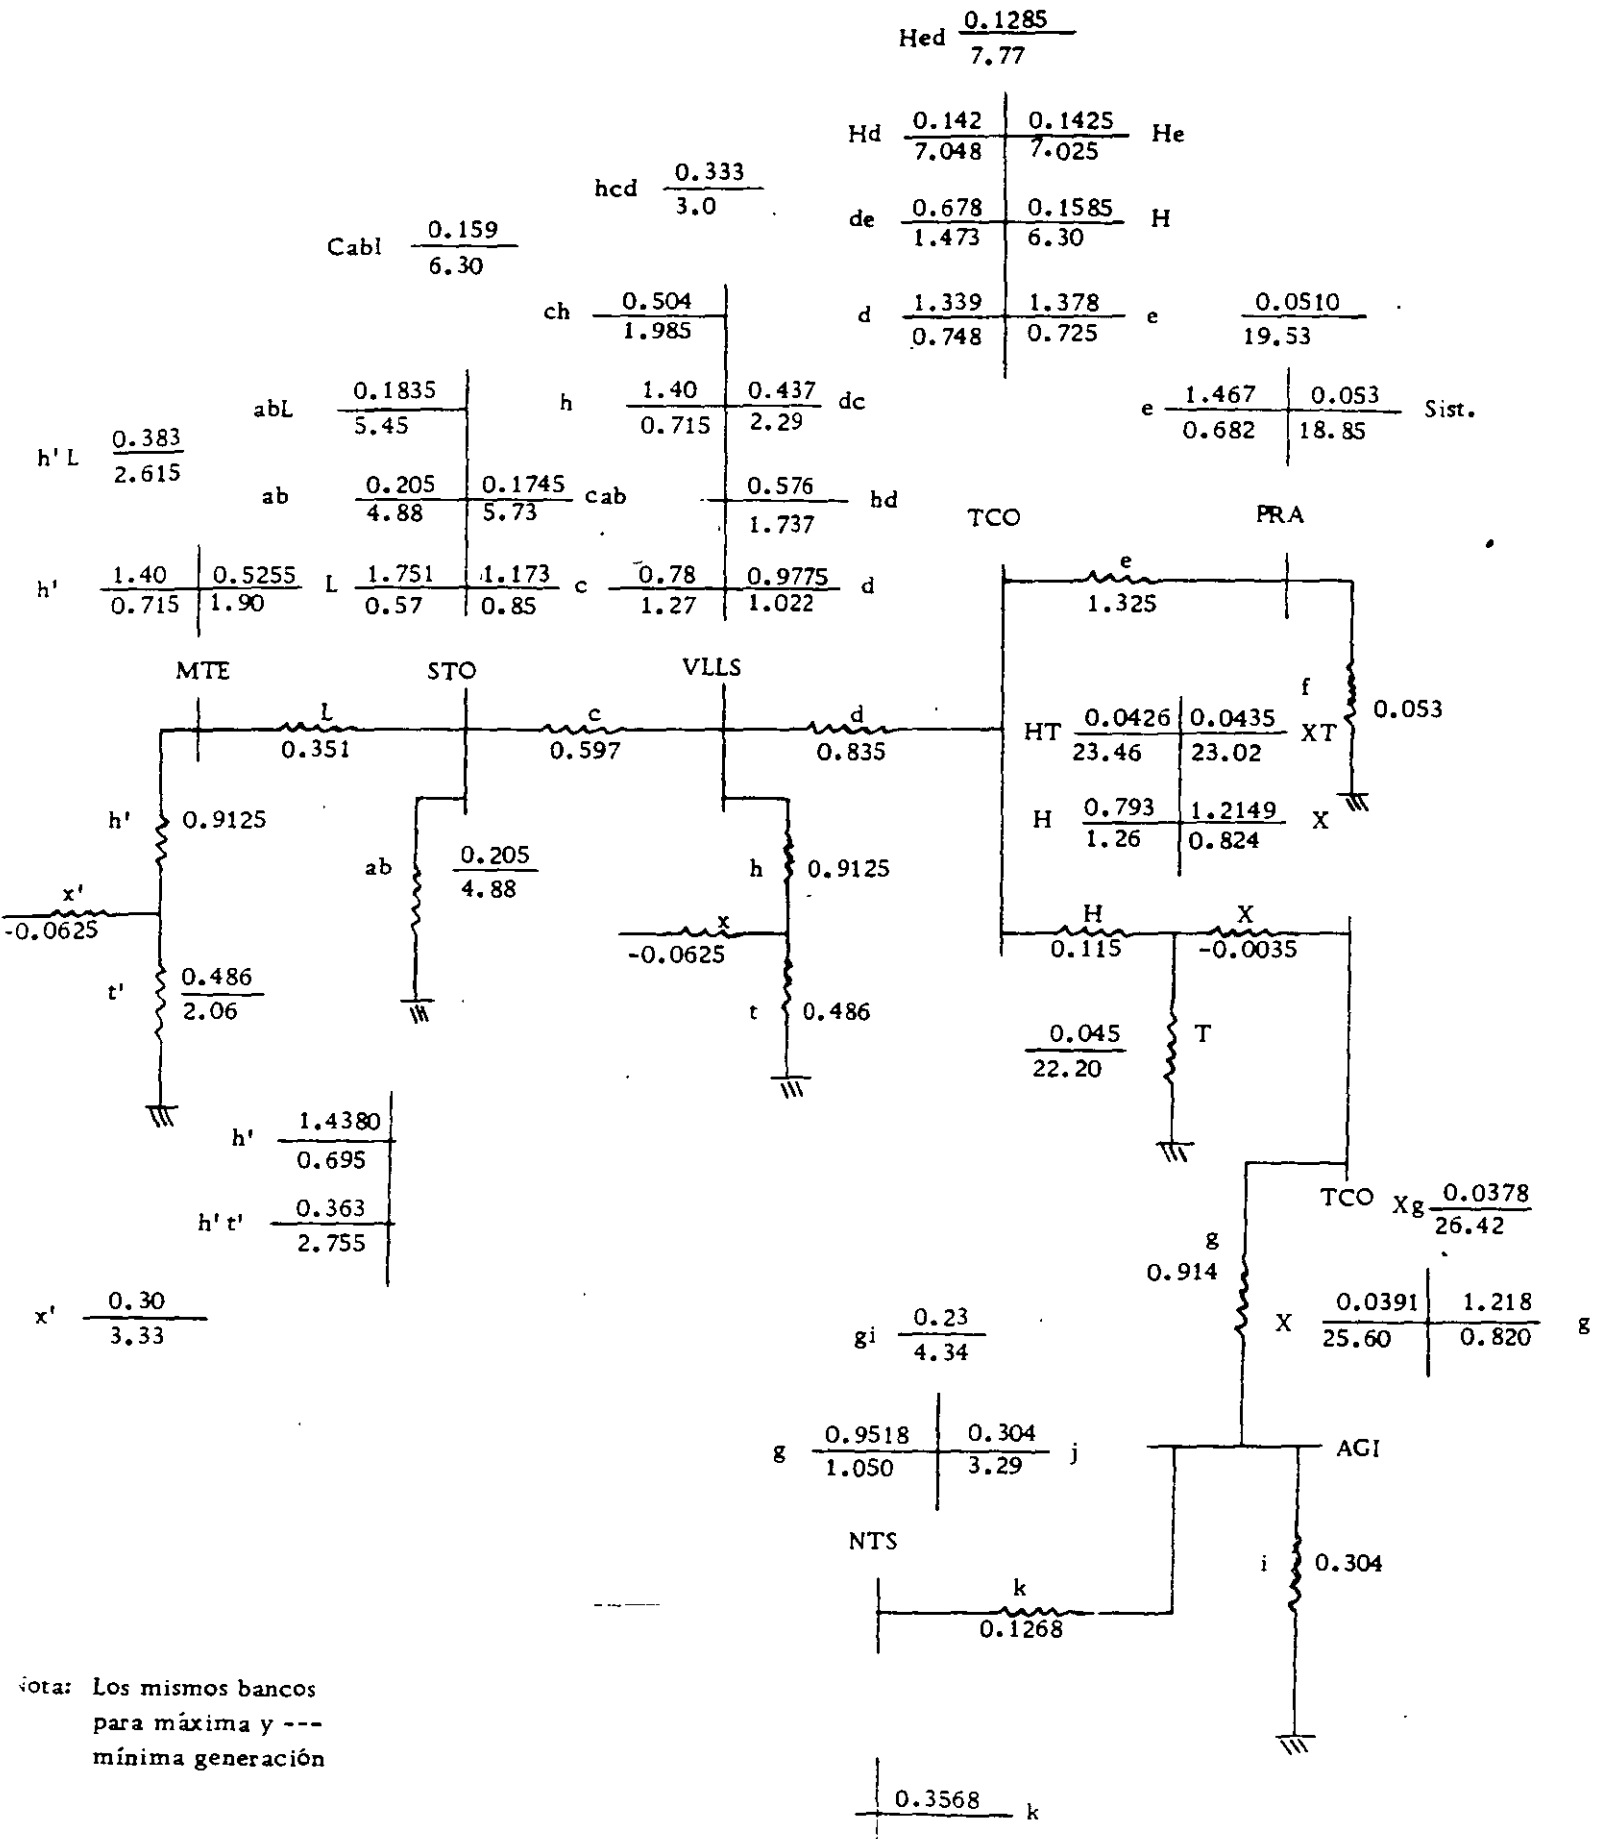 Hed 0.1285
7.77
Hd 0.142 0.1425 He
7.048 7.025
hcd 0.333
3.0
de 0.678 0.1585 H
1.473 6.30
Cabl 0.159
6.30
ch 0.504
1.985
d 1.339 1.378 e
0.748 0.725
0.0510
19.53
abL 0.1835
5.45
h 1.40 0.437 dc
0.715 2.29
e 1.467 0.053 Sist.
0.682 18.85
h'L 0.383
2.615
ab 0.205 0.1745 cab
4.88 5.73
0.576 hd
1.737
TCO PRA
h' 1.40 0.5255 L 1.751 1.173 c 0.78 0.9775 d
0.715 1.90 0.57 0.85 1.27 1.022
e
1.325
MTE STO VLLS
L c d
0.351 0.597 0.835
f 0.053
HT 0.0426 0.0435 XT
23.46 23.02
H 0.793 1.2149 X
1.26 0.824
h' 0.9125
ab 0.205
4.88
h 0.9125
x'
-0.0625
x
-0.0625
H X
0.115 -0.0035
t' 0.486
2.06
t 0.486
0.045 T
22.20
h' 1.4380
0.695
h't' 0.363
2.755
TCO Xg 0.0378
26.42
g
0.914
x' 0.30
3.33
gi 0.23
4.34
X 0.0391 1.218 g
25.60 0.820
g 0.9518 0.304 j
1.050 3.29
AGI
NTS
k
0.1268
i 0.304
ota: Los mismos bancos
para máxima y ---
mínima generación
0.3568 k